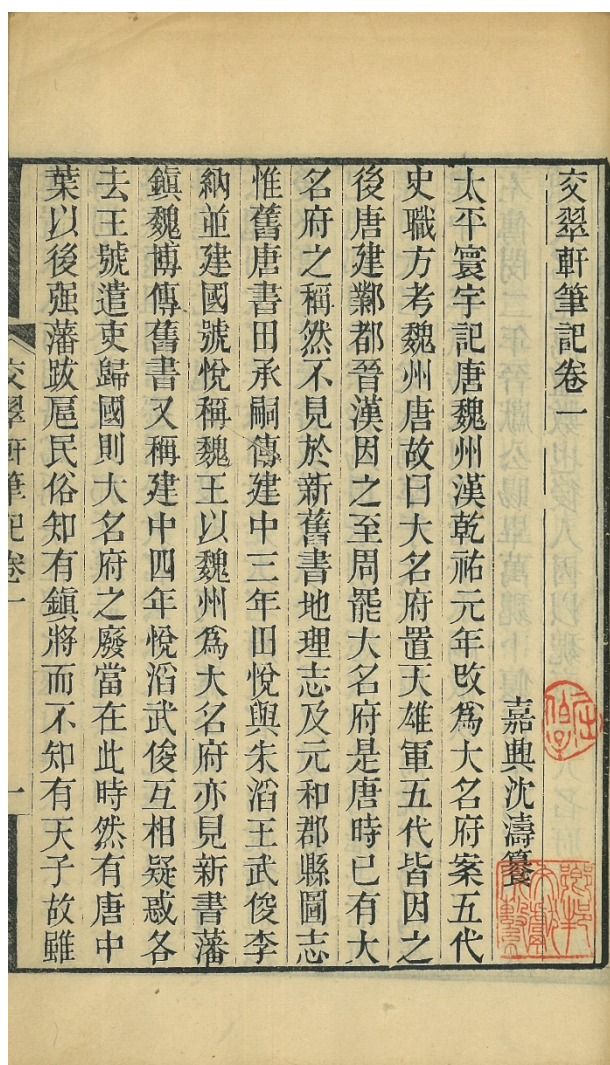 交翠軒筆記卷一
嘉興沈濤纂
太平寰宇記唐魏州漢乾祐元年改爲大名府案五代
史職方考魏州唐故曰大名府置天雄軍五代皆因之
後唐建鄴都晉漢因之至周罷大名府是唐時已有大
名府之稱然不見於新舊書地理志及元和郡縣圖志
惟舊唐書田承嗣傳建中三年田悅與朱滔王武俊李
納並建國號悅稱魏王以魏州爲大名府亦見新書藩
鎮魏博傳舊書又稱建中四年悅滔武俊互相疑惑各
去王號遣吏歸國則大名府之廢當在此時然有唐中
葉以後强藩跋扈民俗知有鎮將而不知有天子故雖
交翠軒筆記卷一
一